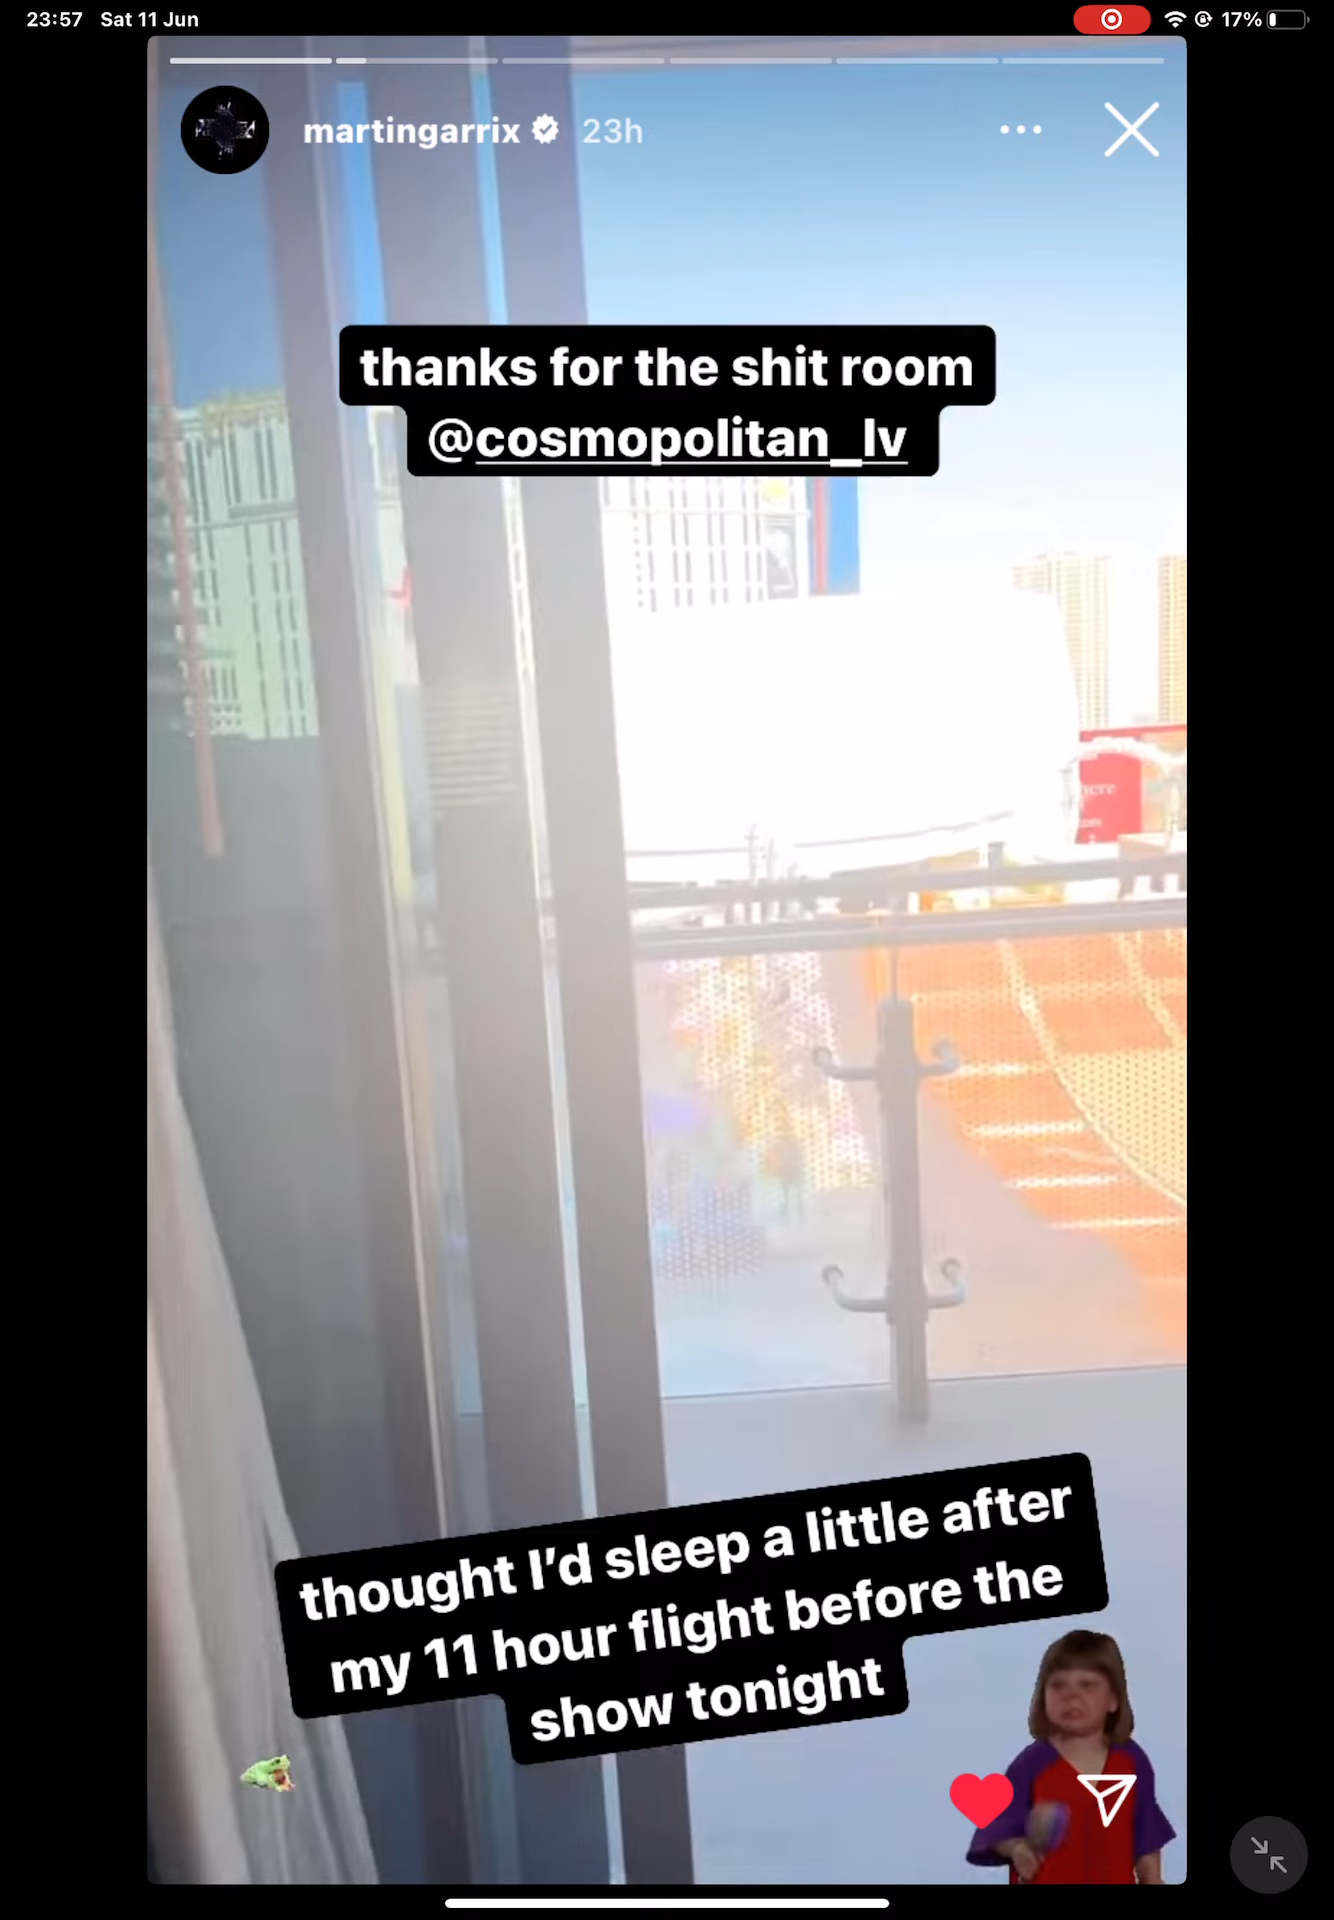 23:57 Sat 11 Jun
17%
martingarrix 23h
thanks for the shit room
@cosmopolitan_lv
thought I'd sleep a little after
my 11 hour flight before the
show tonight